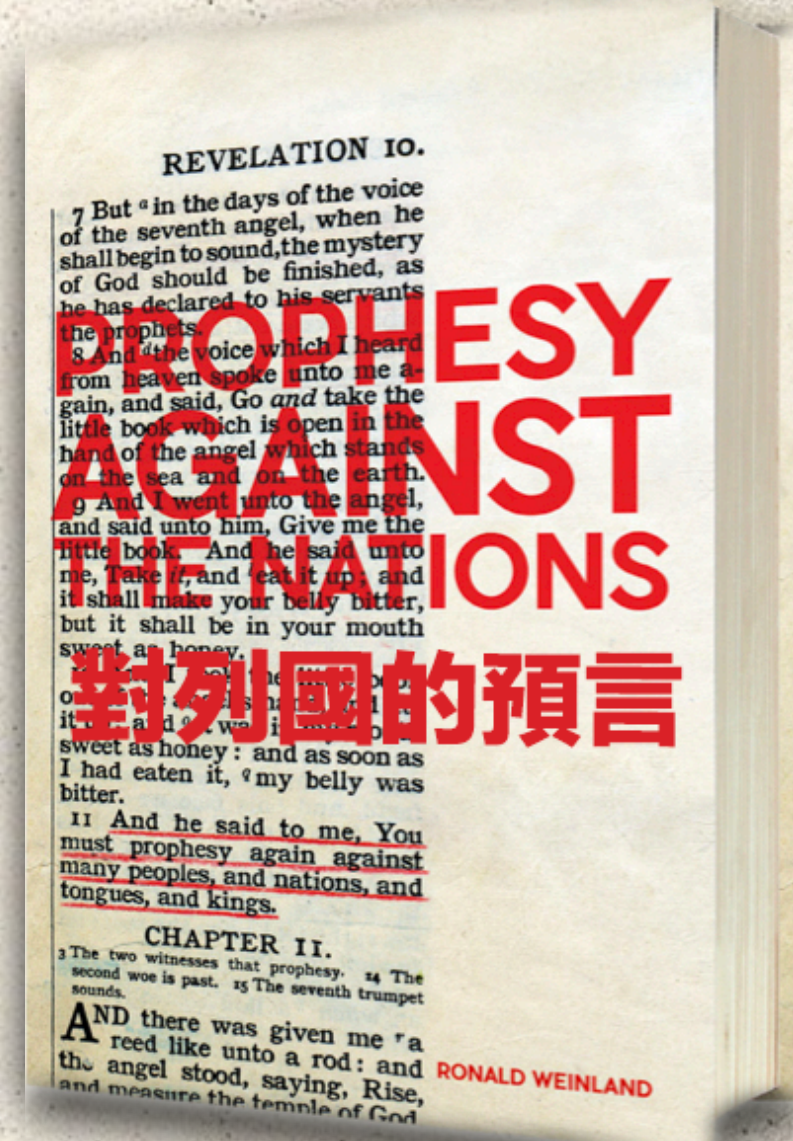 REVELATION 10.
7 But a in the days of the voice
of the seventh angel, when he
shall begin to sound, the mystery
of God should be finished, as
he has declared to his servants
the prophets.
8 And d the voice which I heard
from heaven spoke unto me a-
gain, and said, Go and take the
little book which is open in the
hand of the angel which stands
on the sea and on the earth.
9 And I went unto the angel,
and said unto him, Give me the
little book. And he said unto
me, Take it, and eat it up; and
it shall make your belly bitter,
but it shall be in your mouth
sweet as honey.
sweet as honey: and as soon as
I had eaten it, my belly was
bitter.
11 And he said to me, You
must prophesy again against
many peoples, and nations, and
tongues, and kings.
CHAPTER 11.
3 The two witnesses that prophesy. 14 The
second woe is past. 15 The seventh trumpet
sounds.
AND there was given me r a
reed like unto a rod: and
the angel stood, saying, Rise,
and measure the temple of God
PROPHESY
AGAINST
THE NATIONS
對列國的預言
RONALD WEINLAND